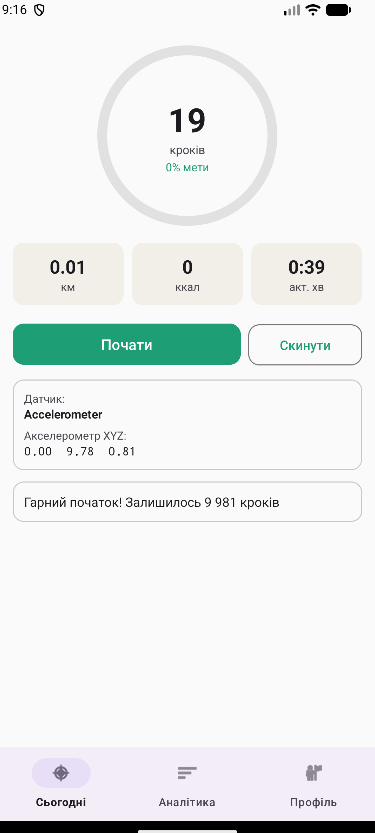 9:16
19
кроків
0% мети
0.01 0 0:39
км ккал акт. хв
Почати Скинути
Датчик:
Accelerometer
Акселерометр XYZ:
0.00 9.78 0.81
Гарний початок! Залишилось 9 981 кроків
Сьогодні Аналітика Профіль